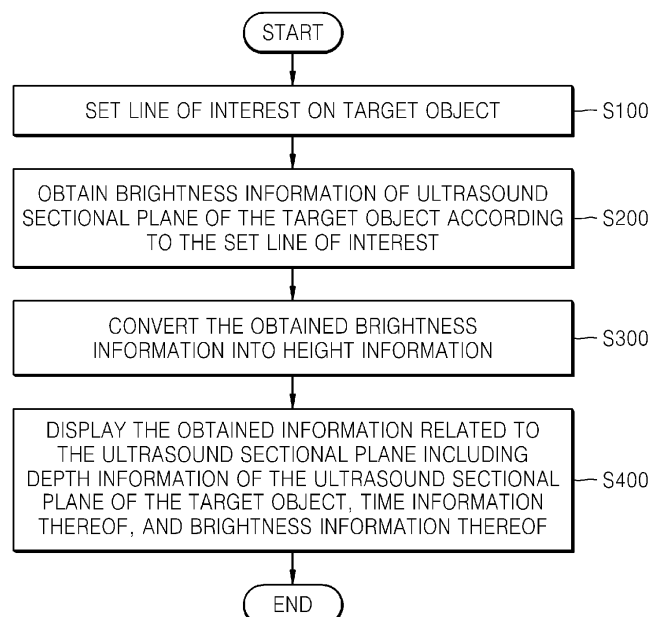 START
SET LINE OF INTEREST ON TARGET OBJECT
S100
OBTAIN BRIGHTNESS INFORMATION OF ULTRASOUND
SECTIONAL PLANE OF THE TARGET OBJECT ACCORDING
TO THE SET LINE OF INTEREST
S200
CONVERT THE OBTAINED BRIGHTNESS
INFORMATION INTO HEIGHT INFORMATION
S300
DISPLAY THE OBTAINED INFORMATION RELATED TO
THE ULTRASOUND SECTIONAL PLANE INCLUDING
DEPTH INFORMATION OF THE ULTRASOUND SECTIONAL
PLANE OF THE TARGET OBJECT, TIME INFORMATION
THEREOF, AND BRIGHTNESS INFORMATION THEREOF
S400
END